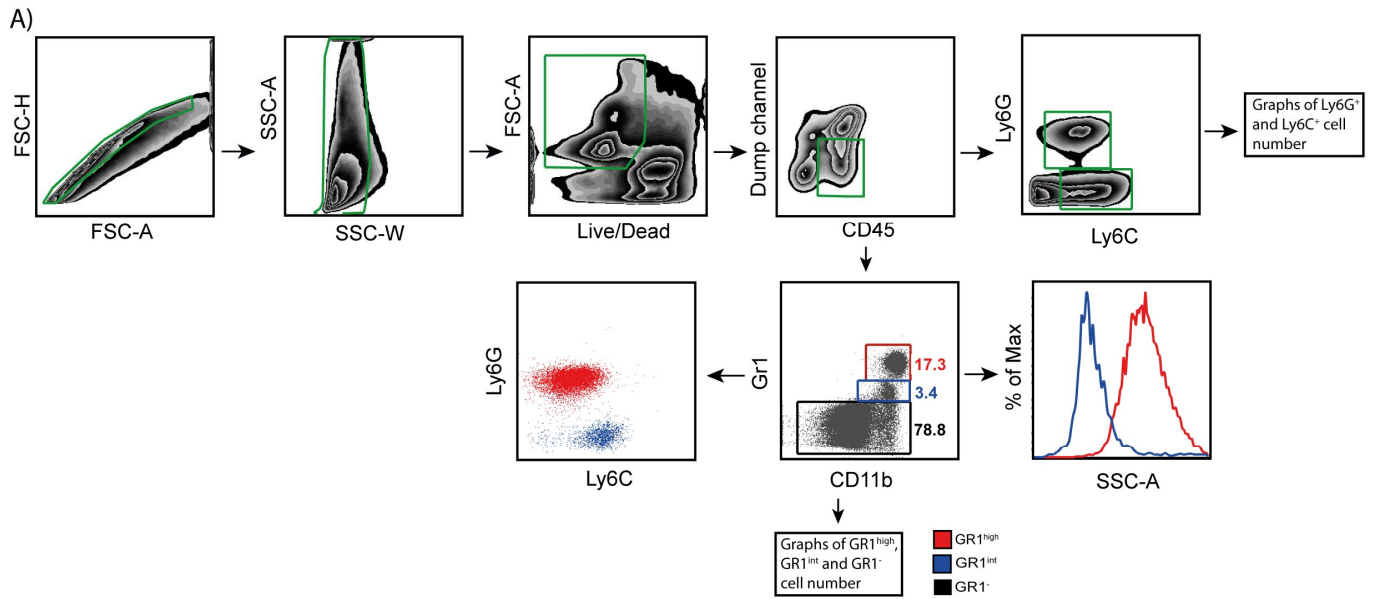 A)
FSC-H
FSC-A
SSC-A
SSC-W
FSC-A
Live/Dead
Dump channel
CD45
Ly6G
Ly6C
Graphs of Ly6G⁺
and Ly6C⁺ cell
number
Ly6G
Ly6C
Gr1
17.3
3.4
78.8
CD11b
% of Max
SSC-A
Graphs of GR1ʰⁱᵍʰ,
GR1ⁱⁿᵗ and GR1⁻
cell number
GR1ʰⁱᵍʰ
GR1ⁱⁿᵗ
GR1⁻